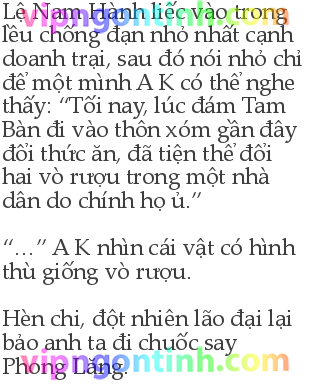 Lệ Nam Hành liếc vào trong
vipngontinh.com
lều chống đạn nhỏ nhất cạnh
doanh trại, sau đó nói nhỏ chỉ
để một mình A K có thể nghe
thấy: “Tối nay, lúc đám Tam
Bàn đi vào thôn xóm gần đây
đổi thức ăn, đã tiện thể đổi
hai vò rượu trong một nhà
dân do chính họ ủ.”
“…” A K nhìn cái vật có hình
thù giống vò rượu.
Hèn chi, đột nhiên lão đại lại
bảo anh ta đi chuốc say
Phong Lăng.
vipngontinh.com